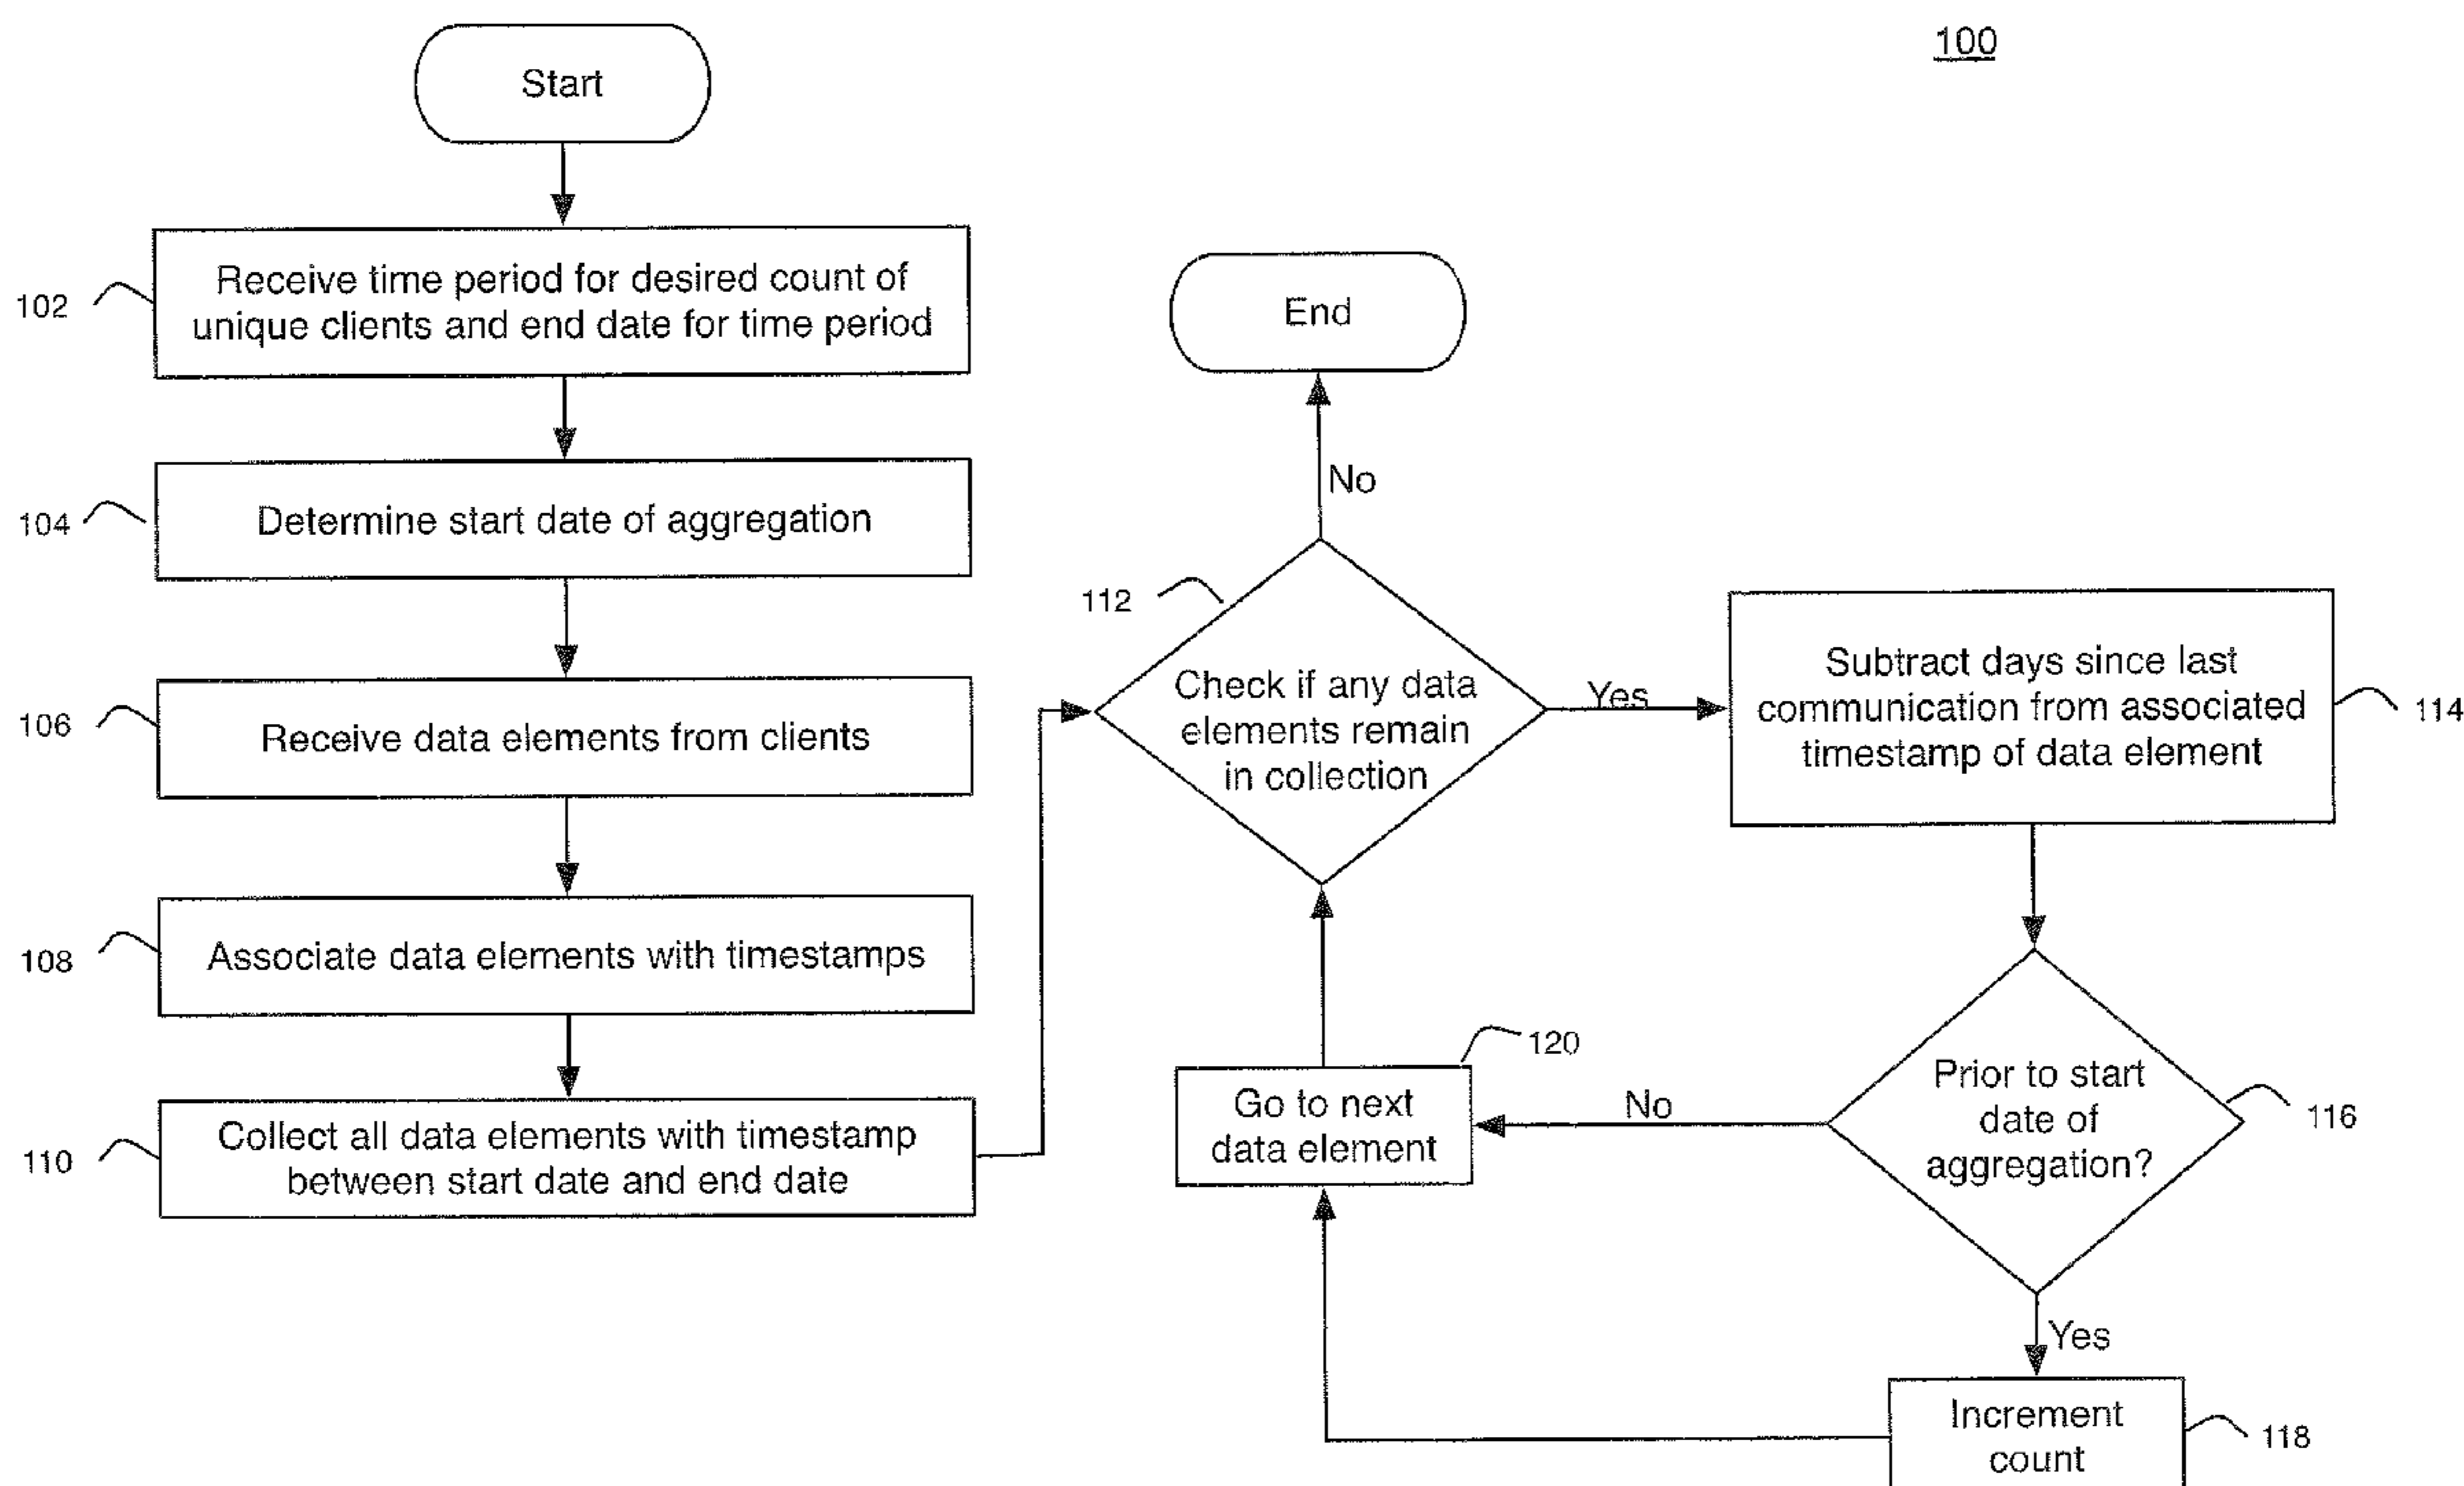 100
Start
102
Receive time period for desired count of
unique clients and end date for time period
104
Determine start date of aggregation
106
Receive data elements from clients
108
Associate data elements with timestamps
110
Collect all data elements with timestamp
between start date and end date
End
No
112
Check if any data
elements remain
in collection
Yes
Subtract days since last
communication from associated
timestamp of data element
114
Prior to start
date of
aggregation?
116
No
120
Go to next
data element
Yes
Increment
count
118